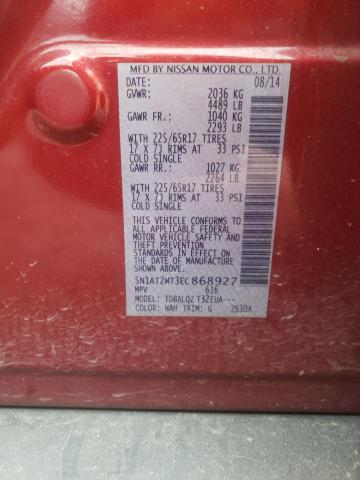 MFD BY NISSAN MOTOR CO., LTD.
DATE: 08/14
GVWR: 2036 KG
4489 LB
GAWR FR: 1040 KG
2293 LB
WITH 225/65R17 TIRES
17 X 7J RIMS AT 33 PSI
COLD SINGLE
GAWR RR.: 1027 KG
2264 LB
WITH 225/65R17 TIRES
17 X 7J RIMS AT 33 PSI
COLD SINGLE
THIS VEHICLE CONFORMS TO
ALL APPLICABLE FEDERAL
MOTOR VEHICLE SAFETY AND
THEFT PREVENTION
STANDARDS IN EFFECT ON
THE DATE OF MANUFACTURE
SHOWN ABOVE.
5N1AT2MT3EC868927
MPV 616
MODEL: TDBALQZ T32EUA---
COLOR: NAH TRIM: G 2S30A